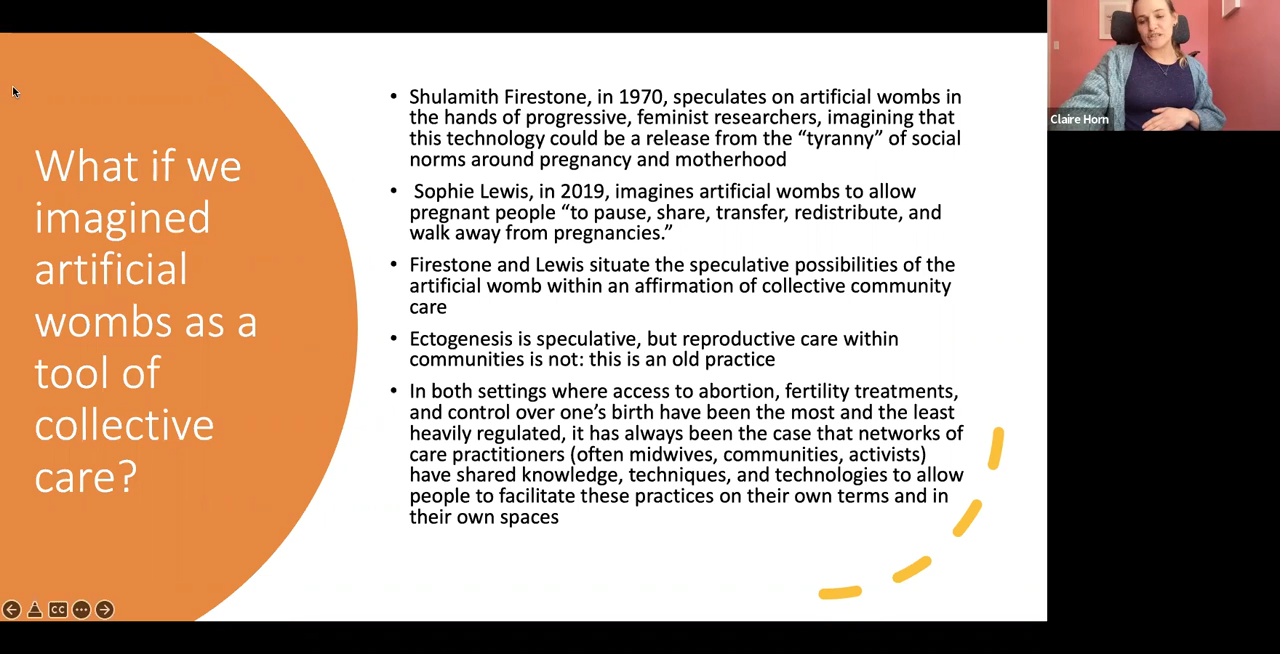 What if we
imagined
artificial
wombs as a
tool of
collective
care?
• Shulamith Firestone, in 1970, speculates on artificial wombs in
the hands of progressive, feminist researchers, imagining that
this technology could be a release from the “tyranny” of social
norms around pregnancy and motherhood
• Sophie Lewis, in 2019, imagines artificial wombs to allow
pregnant people “to pause, share, transfer, redistribute, and
walk away from pregnancies.”
• Firestone and Lewis situate the speculative possibilities of the
artificial womb within an affirmation of collective community
care
• Ectogenesis is speculative, but reproductive care within
communities is not: this is an old practice
• In both settings where access to abortion, fertility treatments,
and control over one’s birth have been the most and the least
heavily regulated, it has always been the case that networks of
care practitioners (often midwives, communities, activists)
have shared knowledge, techniques, and technologies to allow
people to facilitate these practices on their own terms and in
their own spaces
Claire Horn
CC